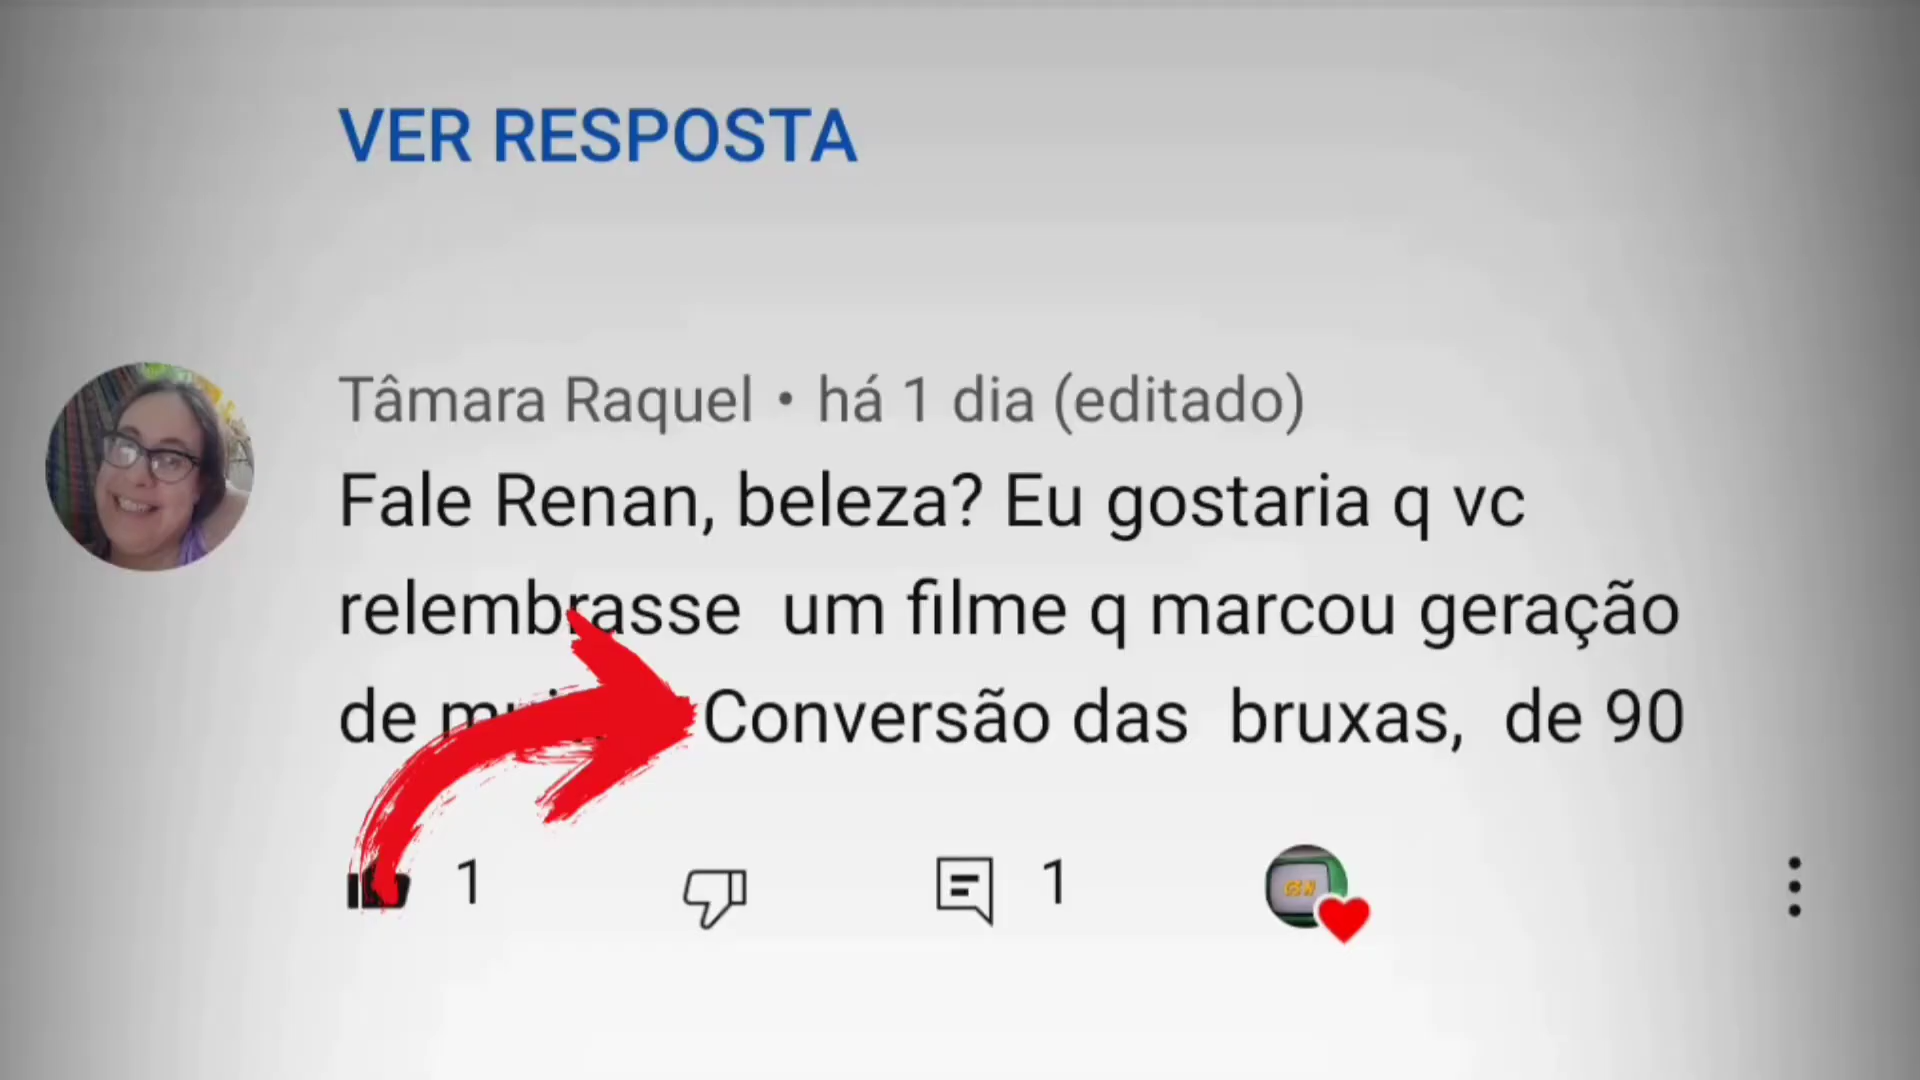 VER RESPOSTA
Tâmara Raquel • há 1 dia (editado)
Fale Renan, beleza? Eu gostaria q vc
relembrasse um filme q marcou geração
de Conversão das bruxas, de 90
1 1